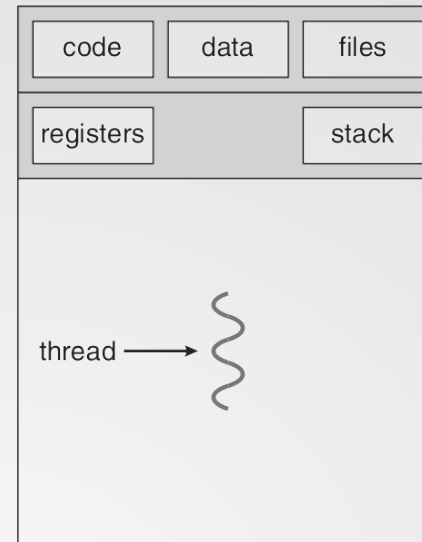 code data files
registers stack
thread